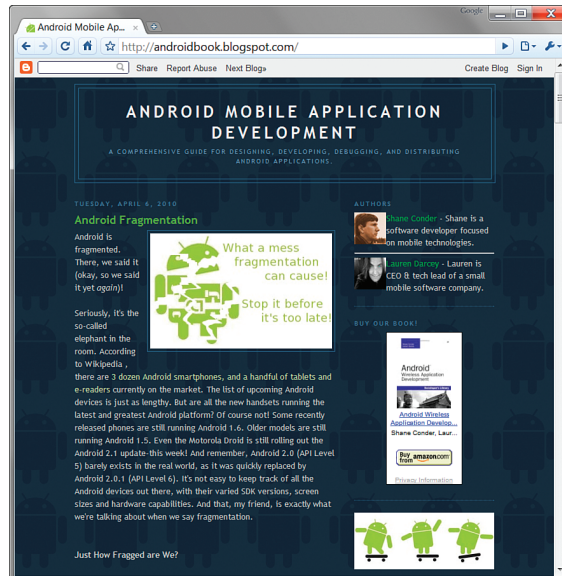 Google
Android Mobile Ap...
http://androidbook.blogspot.com/
Share Report Abuse Next Blog»
Create Blog Sign In
ANDROID MOBILE APPLICATION
DEVELOPMENT
A COMPREHENSIVE GUIDE FOR DESIGNING, DEVELOPING, DEBUGGING, AND DISTRIBUTING
ANDROID APPLICATIONS.
TUESDAY, APRIL 6, 2010
Android Fragmentation
Android is
fragmented.
There, we said it
(okay, so we said
it yet again)!
What a mess
fragmentation
can cause!
Stop it before
it's too late!
Seriously, it's the
so-called
elephant in the
room. According
to Wikipedia ,
there are 3 dozen Android smartphones, and a handful of tablets and
e-readers currently on the market. The list of upcoming Android
devices is just as lengthy. But are all the new handsets running the
latest and greatest Android platform? Of course not! Some recently
released phones are still running Android 1.6. Older models are still
running Android 1.5. Even the Motorola Droid is still rolling out the
Android 2.1 update-this week! And remember, Android 2.0 (API Level
5) barely exists in the real world, as it was quickly replaced by
Android 2.0.1 (API Level 6). It's not easy to keep track of all the
Android devices out there, with their varied SDK versions, screen
sizes and hardware capabilities. And that, my friend, is exactly what
we're talking about when we say fragmentation.
Just How Fragged are We?
AUTHORS
Shane Conder - Shane is a
software developer focused
on mobile technologies.
Lauren Darcey - Lauren is
CEO & tech lead of a small
mobile software company.
BUY OUR BOOK!
Android
Wireless Application
Development
Android Wireless
Application Develop...
Shane Conder, Laur...
Buy from amazon.com
Privacy Information